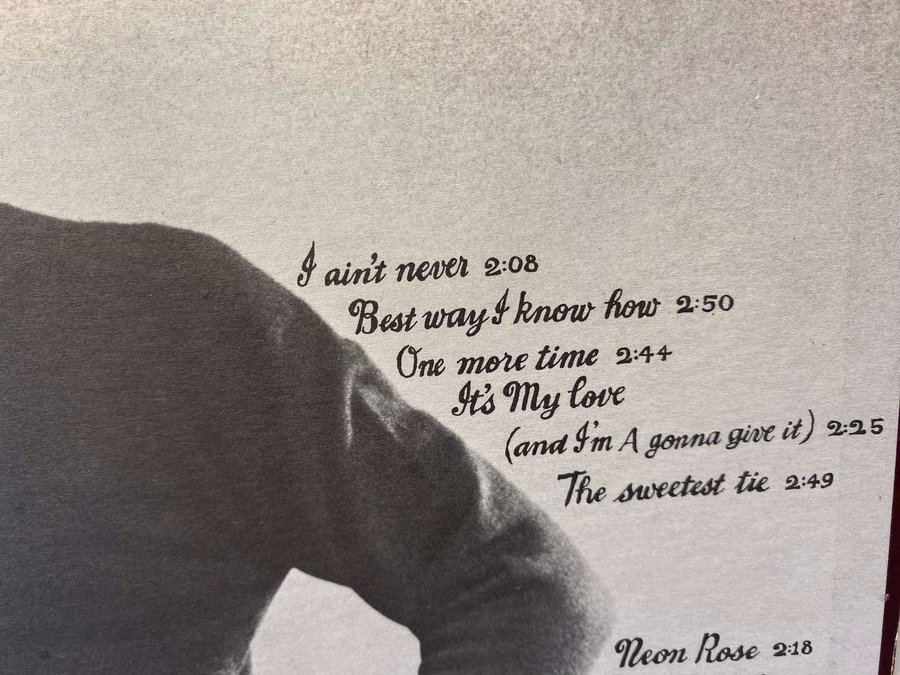 I ain't never 2:08
Best way I know how 2:50
One more time 2:44
It's My love
(and I'm A gonna give it) 2:25
The sweetest tie 2:49
Neon Rose 2:18